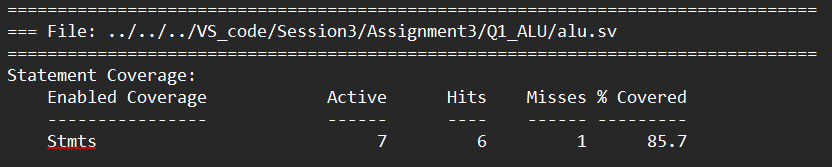 ================================================================================
=== File: ../../../VS_code/Session3/Assignment3/Q1_ALU/alu.sv
================================================================================
Statement Coverage:
    Enabled Coverage            Active      Hits    Misses % Covered
    ----------------            ------      ----    ------ ---------
    Stmts                            7         6         1      85.7